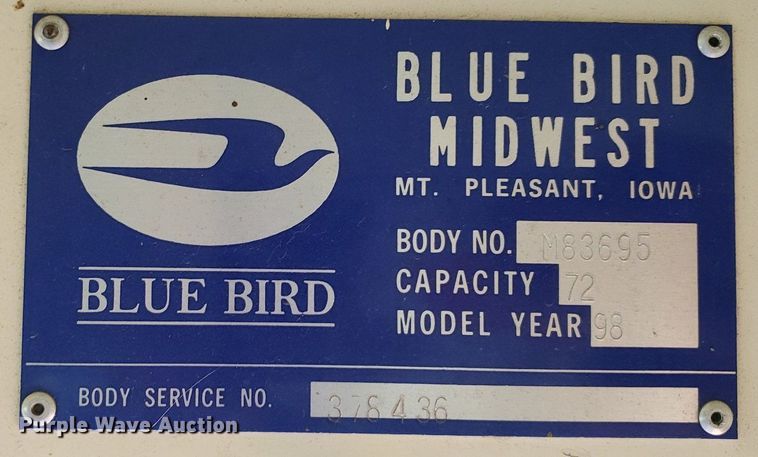 BLUE BIRD
MIDWEST
MT. PLEASANT, IOWA
BODY NO. M83695
CAPACITY 72
MODEL YEAR 98
BLUE BIRD
BODY SERVICE NO. 378436
Purple Wave Auction